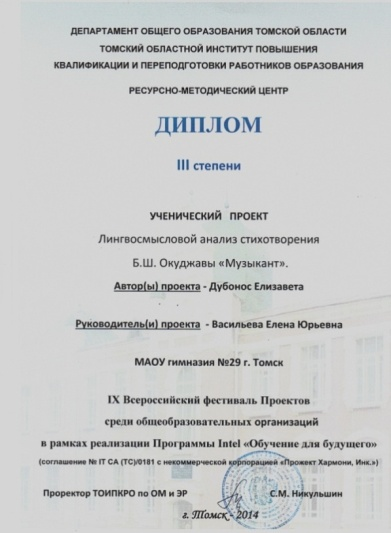 ДЕПАРТАМЕНТ ОБЩЕГО ОБРАЗОВАНИЯ ТОМСКОЙ ОБЛАСТИ
ТОМСКИЙ ОБЛАСТНОЙ ИНСТИТУТ ПОВЫШЕНИЯ
КВАЛИФИКАЦИИ И ПЕРЕПОДГОТОВКИ РАБОТНИКОВ ОБРАЗОВАНИЯ
РЕСУРСНО-МЕТОДИЧЕСКИЙ ЦЕНТР
ДИПЛОМ
III степени
УЧЕНИЧЕСКИЙ ПРОЕКТ
Лингвосмысловой анализ стихотворения
Б.Ш. Окуджавы «Музыкант».
Автор(ы) проекта - Дубонос Елизавета
Руководитель(и) проекта - Васильева Елена Юрьевна
МАОУ гимназия №29 г. Томск
IX Всероссийский фестиваль Проектов
среди общеобразовательных организаций
в рамках реализации Программы Intel «Обучение для будущего»
(соглашение № IT CA (TC)/0181 с некоммерческой корпорацией «Прожект Хармони, Инк.»)
Проректор ТОИПКРО по ОМ и ЭР С.М. Никульшин
г. Томск - 2014